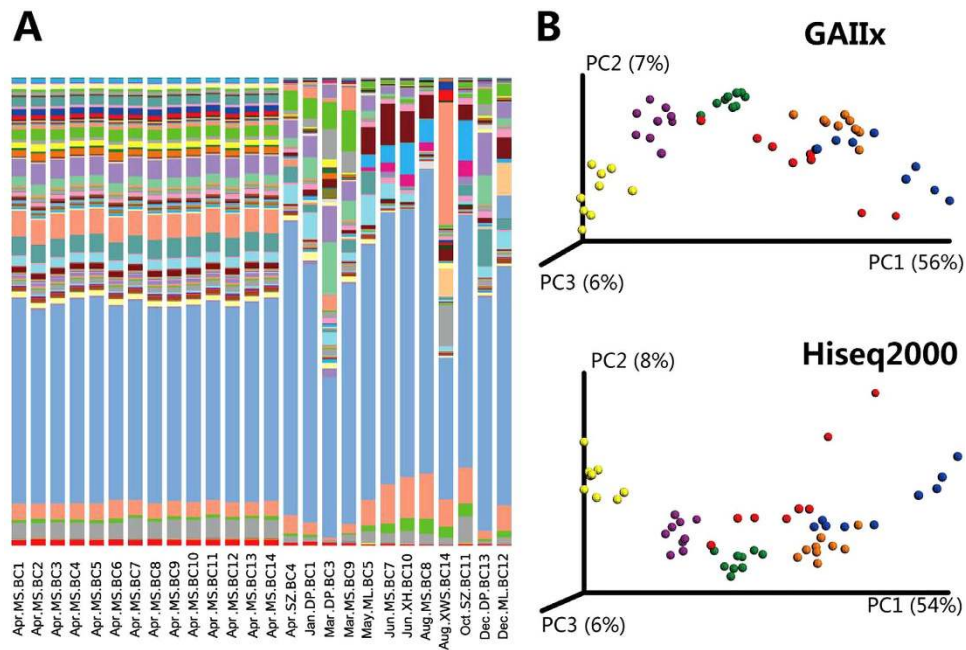 A
B
GAIIx
PC2 (7%)
PC1 (56%)
PC3 (6%)
Hiseq2000
PC2 (8%)
PC1 (54%)
PC3 (6%)
Apr.MS.BC1
Apr.MS.BC2
Apr.MS.BC3
Apr.MS.BC4
Apr.MS.BC5
Apr.MS.BC6
Apr.MS.BC7
Apr.MS.BC8
Apr.MS.BC9
Apr.MS.BC10
Apr.MS.BC11
Apr.MS.BC12
Apr.MS.BC13
Apr.MS.BC14
Apr.SZ.BC4
Jan.DP.BC1
Mar.DP.BC3
Mar.MS.BC9
May.ML.BC5
Jun.MS.BC7
Jun.XH.BC10
Aug.MS.BC8
Aug.XWS.BC14
Oct.SZ.BC11
Dec.DP.BC13
Dec.ML.BC12